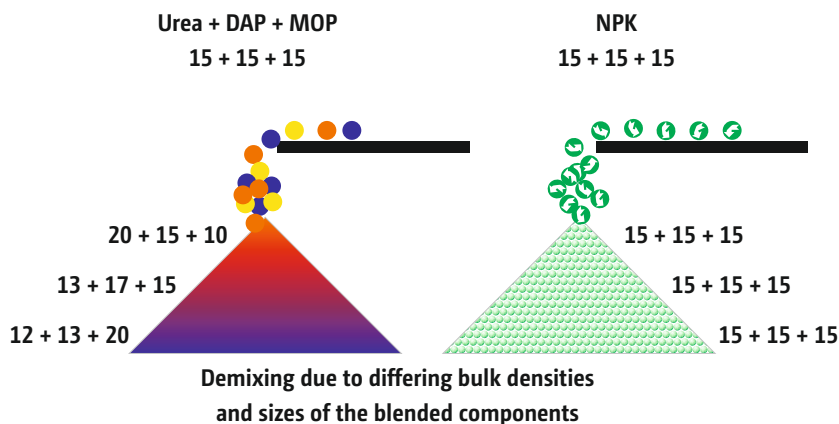 Urea + DAP + MOP
15 + 15 + 15
NPK
15 + 15 + 15
20 + 15 + 10
13 + 17 + 15
12 + 13 + 20
15 + 15 + 15
15 + 15 + 15
15 + 15 + 15
Demixing due to differing bulk densities
and sizes of the blended components